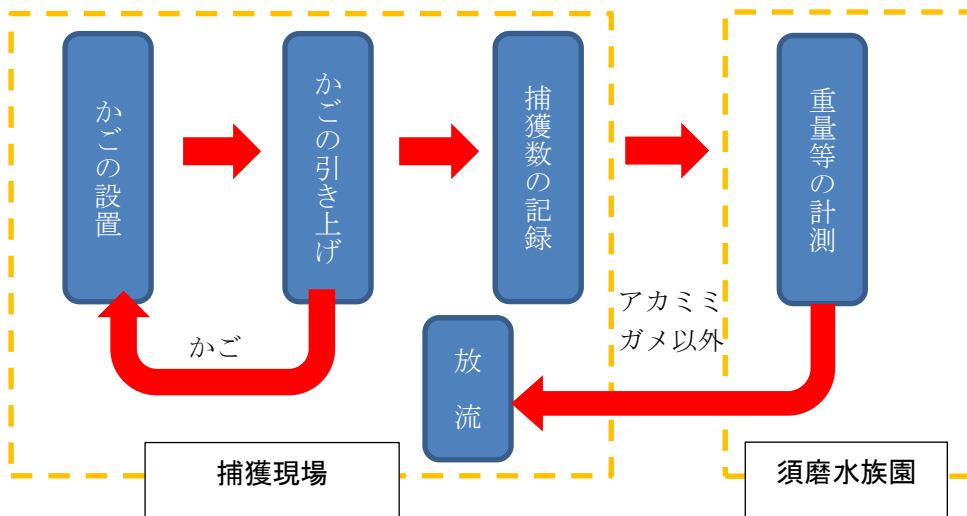 かごの設置
かごの引き上げ
捕獲数の記録
重量等の計測
かご
アカミミ
ガメ以外
放
流
捕獲現場
須磨水族園